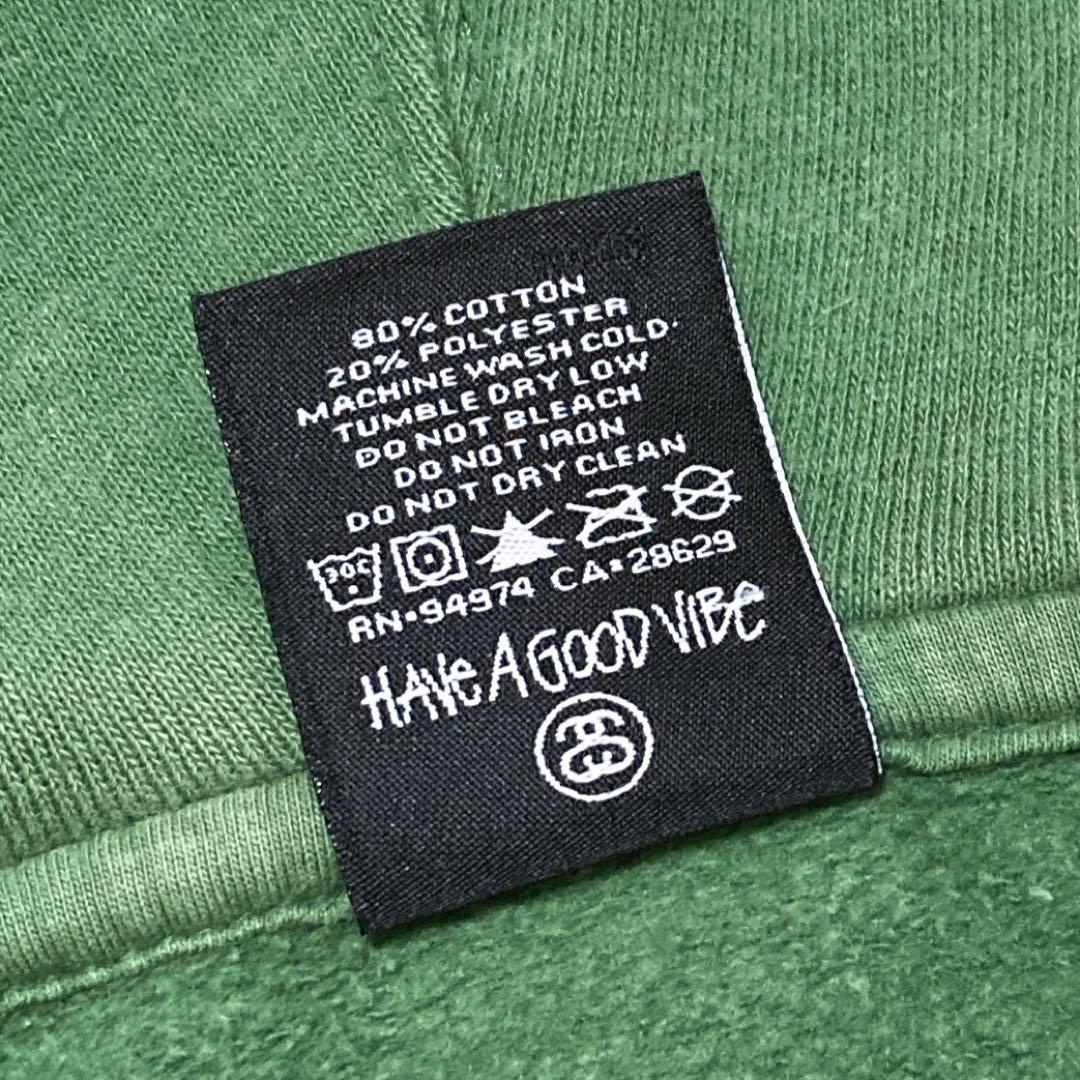 80% COTTON
20% POLYESTER
MACHINE WASH COLD
TUMBLE DRY LOW
DO NOT BLEACH
DO NOT IRON
DO NOT DRY CLEAN
30C
RN•94974 CA•28629
HAVE A GOOD VIBE